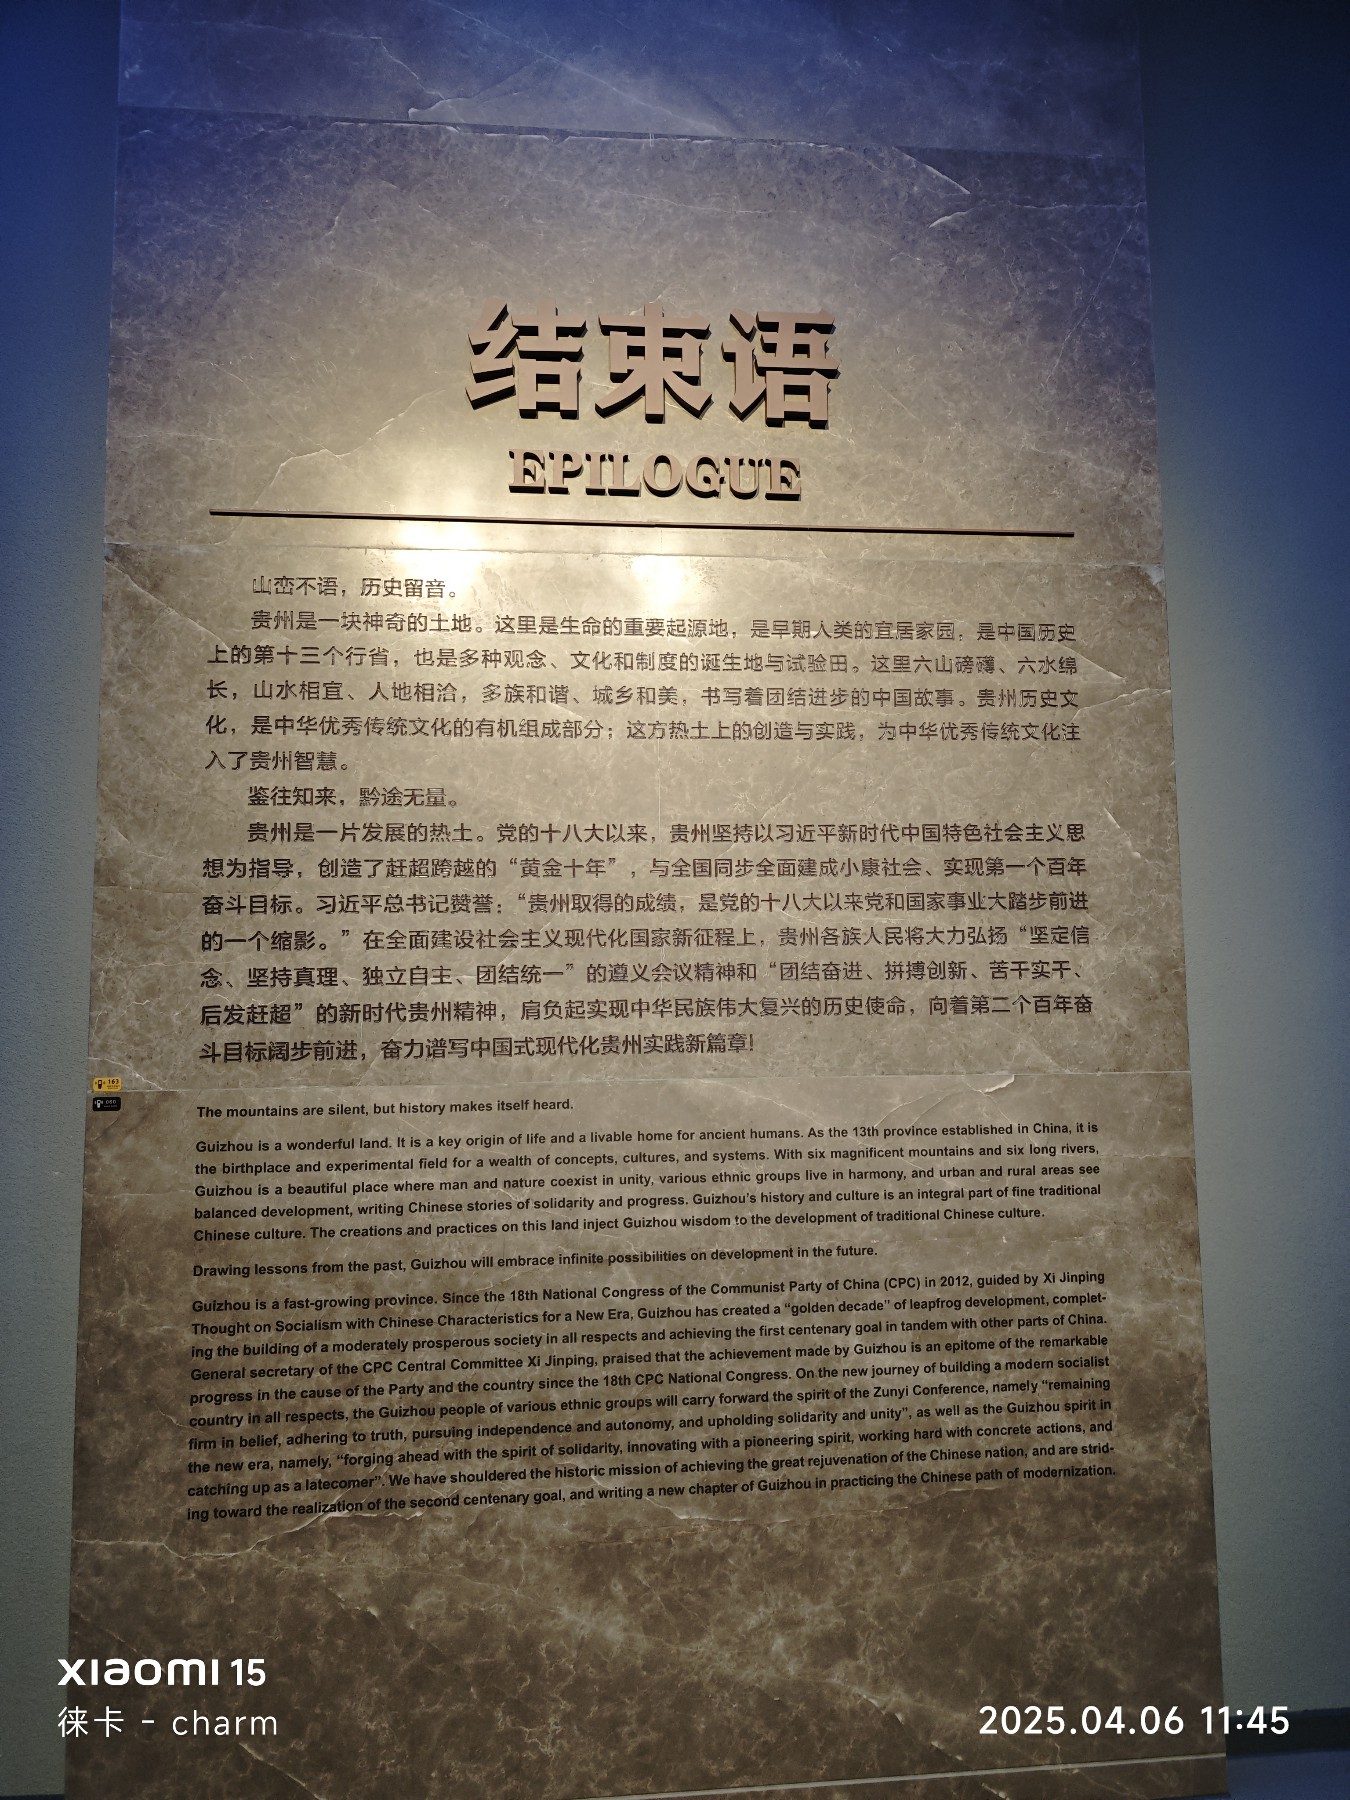 结束语
EPILOGUE
山峦不语，历史留音。
贵州是一块神奇的土地。这里是生命的重要起源地，是早期人类的宜居家园，是中国历史
上的第十三个行省，也是多种观念、文化和制度的诞生地与试验田。这里六山磅礴、六水绵
长，山水相宜、人地相洽，多族和谐、城乡和美，书写着团结进步的中国故事。贵州历史文
化，是中华优秀传统文化的有机组成部分；这方热土上的创造与实践，为中华优秀传统文化注
入了贵州智慧。
鉴往知来，黔途无量。
贵州是一片发展的热土。党的十八大以来，贵州坚持以习近平新时代中国特色社会主义思
想为指导，创造了赶超跨越的“黄金十年”，与全国同步全面建成小康社会、实现第一个百年
奋斗目标。习近平总书记赞誉：“贵州取得的成绩，是党的十八大以来党和国家事业大踏步前进
的一个缩影。”在全面建设社会主义现代化国家新征程上，贵州各族人民将大力弘扬“坚定信
念、坚持真理、独立自主、团结统一”的遵义会议精神和“团结奋进、拼搏创新、苦干实干、
后发赶超”的新时代贵州精神，肩负起实现中华民族伟大复兴的历史使命，向着第二个百年奋
斗目标阔步前进，奋力谱写中国式现代化贵州实践新篇章！
163
The mountains are silent, but history makes itself heard.
Guizhou is a wonderful land. It is a key origin of life and a livable home for ancient humans. As the 13th province established in China, it is
the birthplace and experimental field for a wealth of concepts, cultures, and systems. With six magnificent mountains and six long rivers,
Guizhou is a beautiful place where man and nature coexist in unity, various ethnic groups live in harmony, and urban and rural areas see
balanced development, writing Chinese stories of solidarity and progress. Guizhou's history and culture is an integral part of fine traditional
Chinese culture. The creations and practices on this land inject Guizhou wisdom to the development of traditional Chinese culture.
Drawing lessons from the past, Guizhou will embrace infinite possibilities on development in the future.
Guizhou is a fast-growing province. Since the 18th National Congress of the Communist Party of China (CPC) in 2012, guided by Xi Jinping
Thought on Socialism with Chinese Characteristics for a New Era, Guizhou has created a “golden decade” of leapfrog development, complet-
ing the building of a moderately prosperous society in all respects and achieving the first centenary goal in tandem with other parts of China.
General secretary of the CPC Central Committee Xi Jinping, praised that the achievement made by Guizhou is an epitome of the remarkable
progress in the cause of the Party and the country since the 18th CPC National Congress. On the new journey of building a modern socialist
country in all respects, the Guizhou people of various ethnic groups will carry forward the spirit of the Zunyi Conference, namely “remaining
firm in belief, adhering to truth, pursuing independence and autonomy, and upholding solidarity and unity”, as well as the Guizhou spirit in
the new era, namely, “forging ahead with the spirit of solidarity, innovating with a pioneering spirit, working hard with concrete actions, and
catching up as a latecomer”. We have shouldered the historic mission of achieving the great rejuvenation of the Chinese nation, and are strid-
ing toward the realization of the second centenary goal, and writing a new chapter of Guizhou in practicing the Chinese path of modernization.
xiaomi 15
徕卡 - charm
2025.04.06 11:45